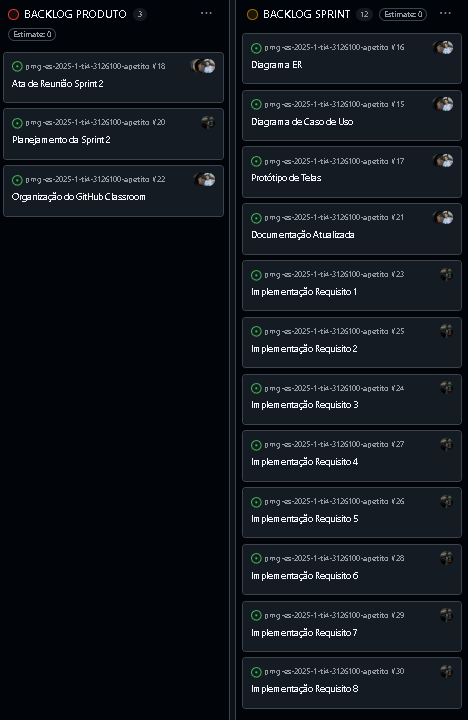 BACKLOG PRODUTO 3
Estimate: 0
pmg-es-2025-1-ti4-3126100-apetito #18
Ata de Reunião Sprint 2
pmg-es-2025-1-ti4-3126100-apetito #20
Planejamento da Sprint 2
pmg-es-2025-1-ti4-3126100-apetito #22
Organização do GitHub Classroom
BACKLOG SPRINT 12 Estimate: 0
pmg-es-2025-1-ti4-3126100-apetito #16
Diagrama ER
pmg-es-2025-1-ti4-3126100-apetito #15
Diagrama de Caso de Uso
pmg-es-2025-1-ti4-3126100-apetito #17
Protótipo de Telas
pmg-es-2025-1-ti4-3126100-apetito #21
Documentação Atualizada
pmg-es-2025-1-ti4-3126100-apetito #23
Implementação Requisito 1
pmg-es-2025-1-ti4-3126100-apetito #25
Implementação Requisito 2
pmg-es-2025-1-ti4-3126100-apetito #24
Implementação Requisito 3
pmg-es-2025-1-ti4-3126100-apetito #27
Implementação Requisito 4
pmg-es-2025-1-ti4-3126100-apetito #26
Implementação Requisito 5
pmg-es-2025-1-ti4-3126100-apetito #28
Implementação Requisito 6
pmg-es-2025-1-ti4-3126100-apetito #29
Implementação Requisito 7
pmg-es-2025-1-ti4-3126100-apetito #30
Implementação Requisito 8